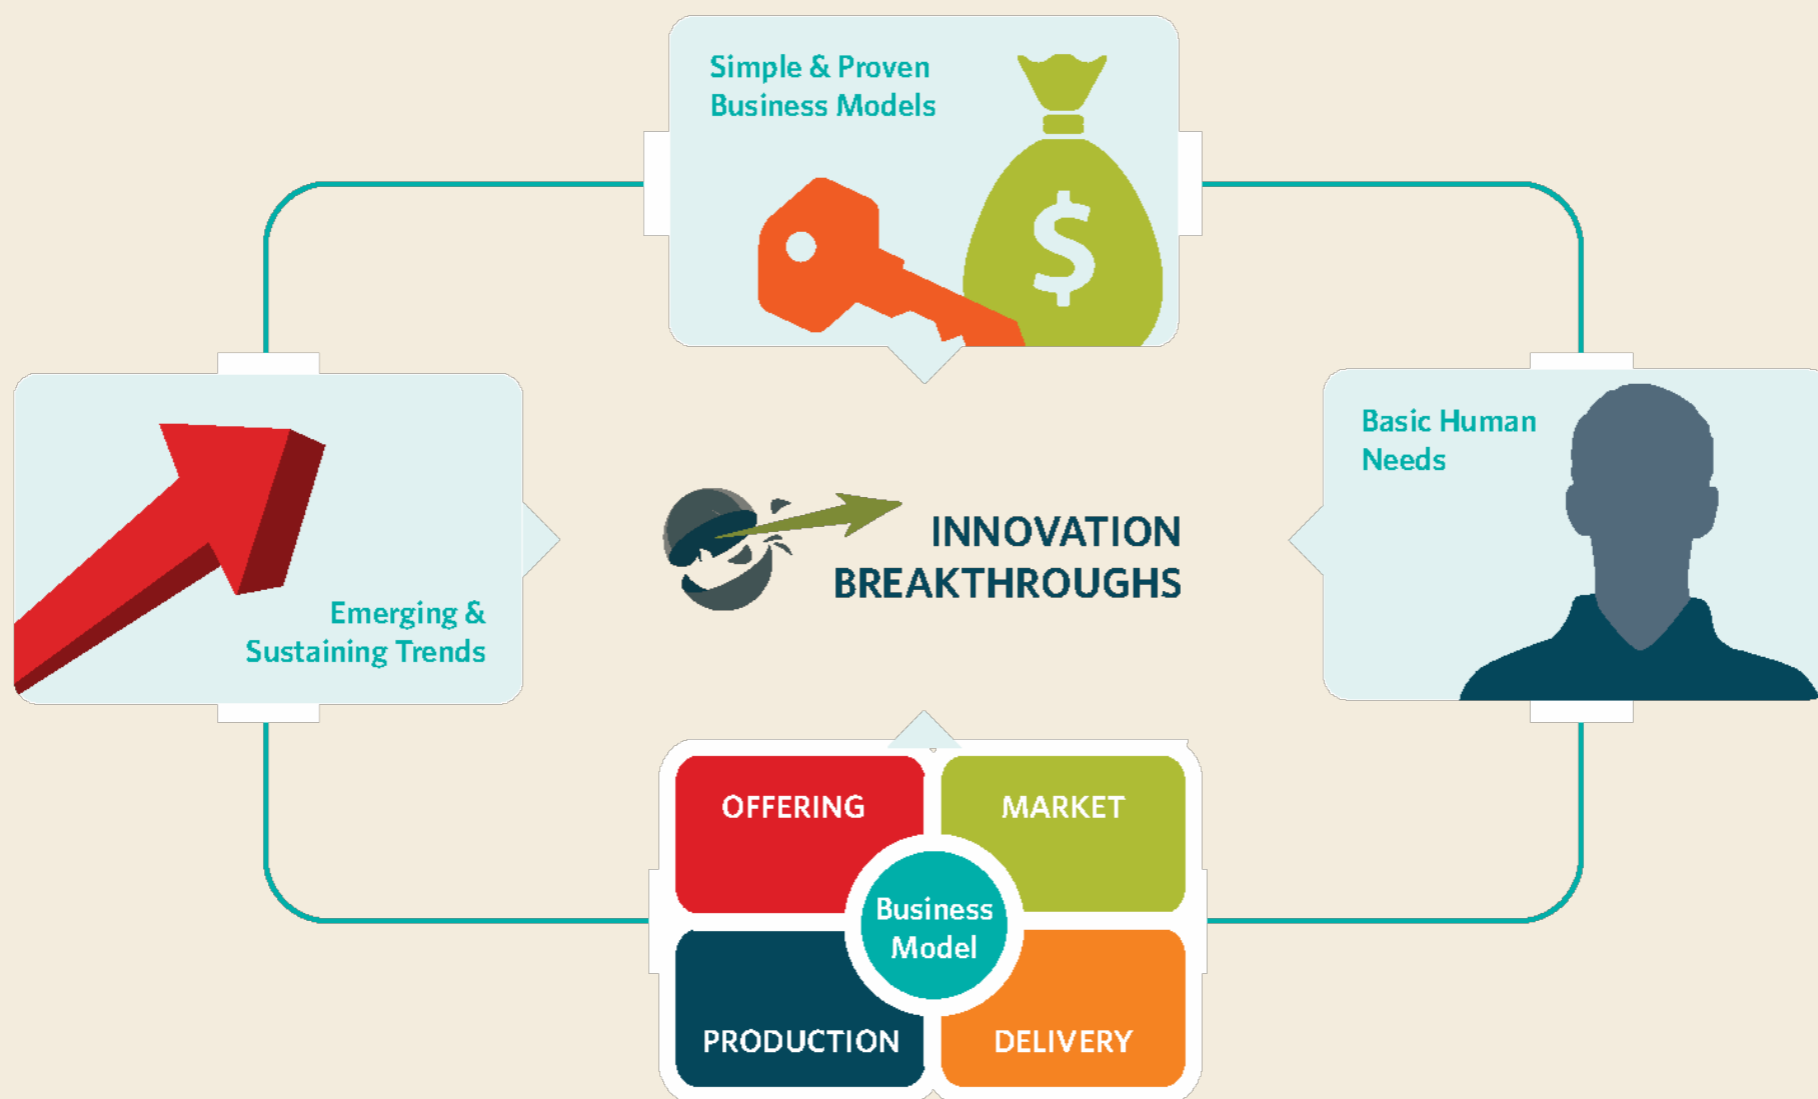 Simple & Proven
Business Models
$
Basic Human
Needs
INNOVATION
BREAKTHROUGHS
Emerging &
Sustaining Trends
OFFERING
MARKET
Business
Model
PRODUCTION
DELIVERY